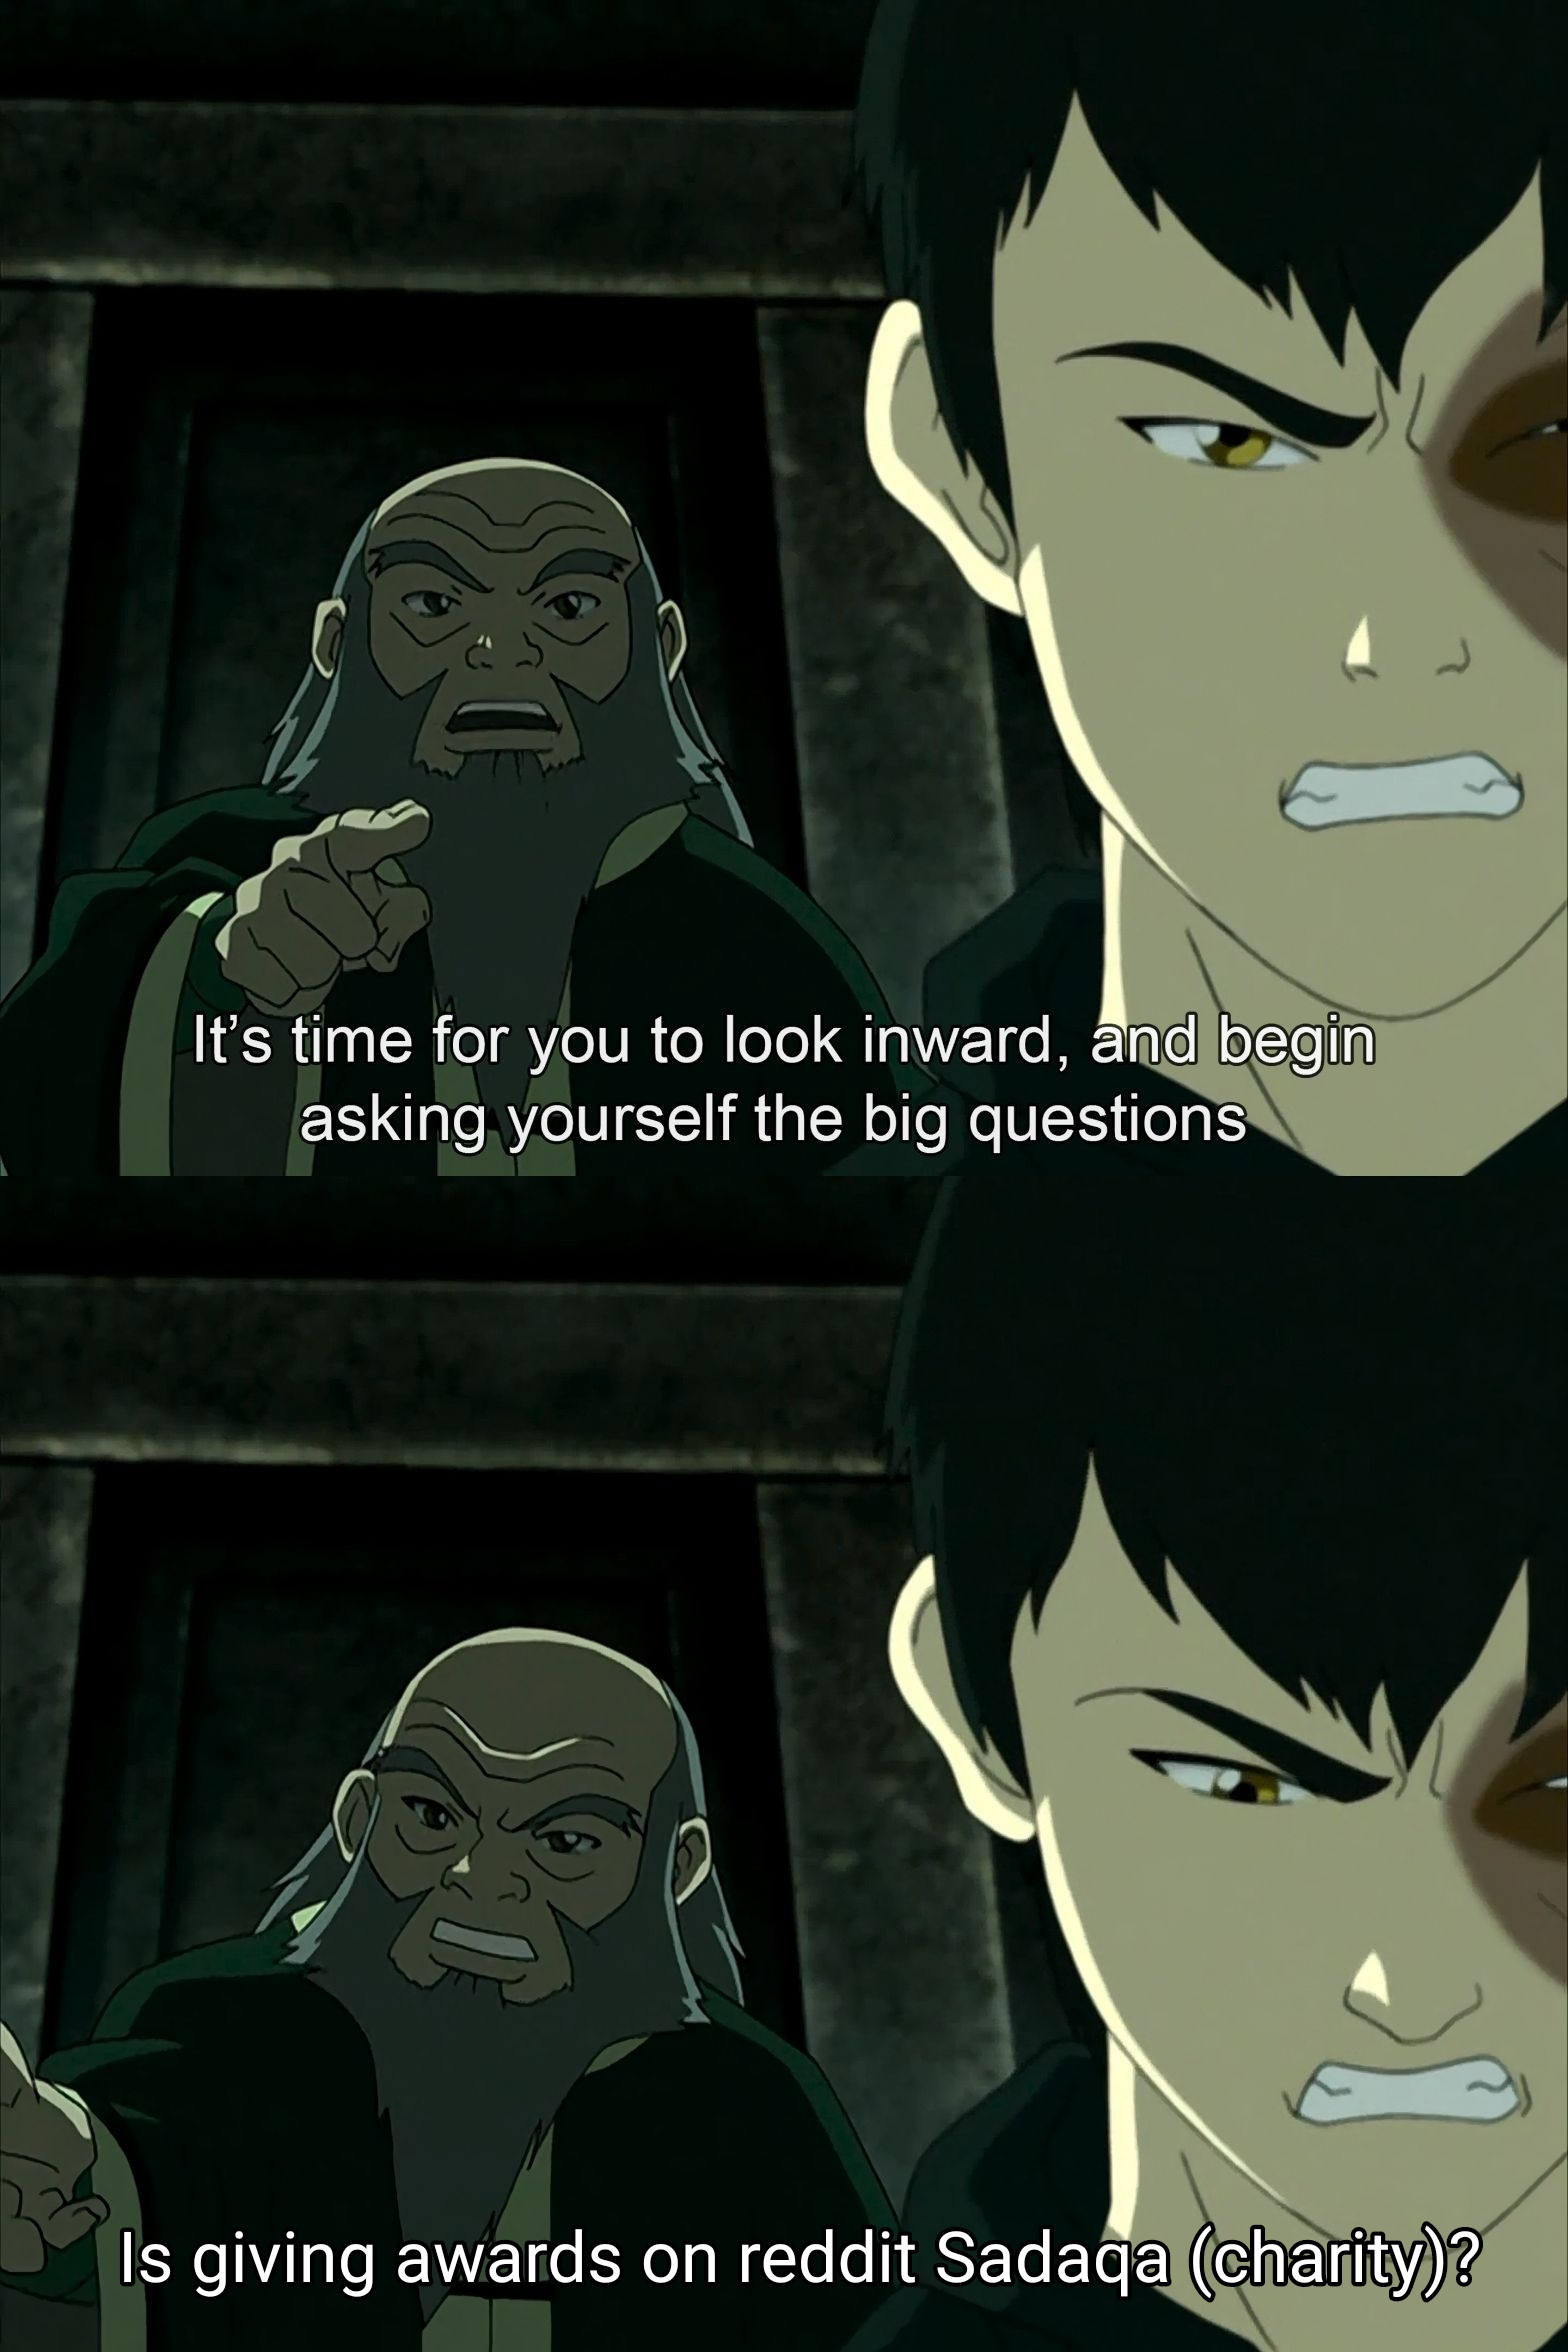 It’s time for you to look inward, and begin
asking yourself the big questions
Is giving awards on reddit Sadaqa (charity)?